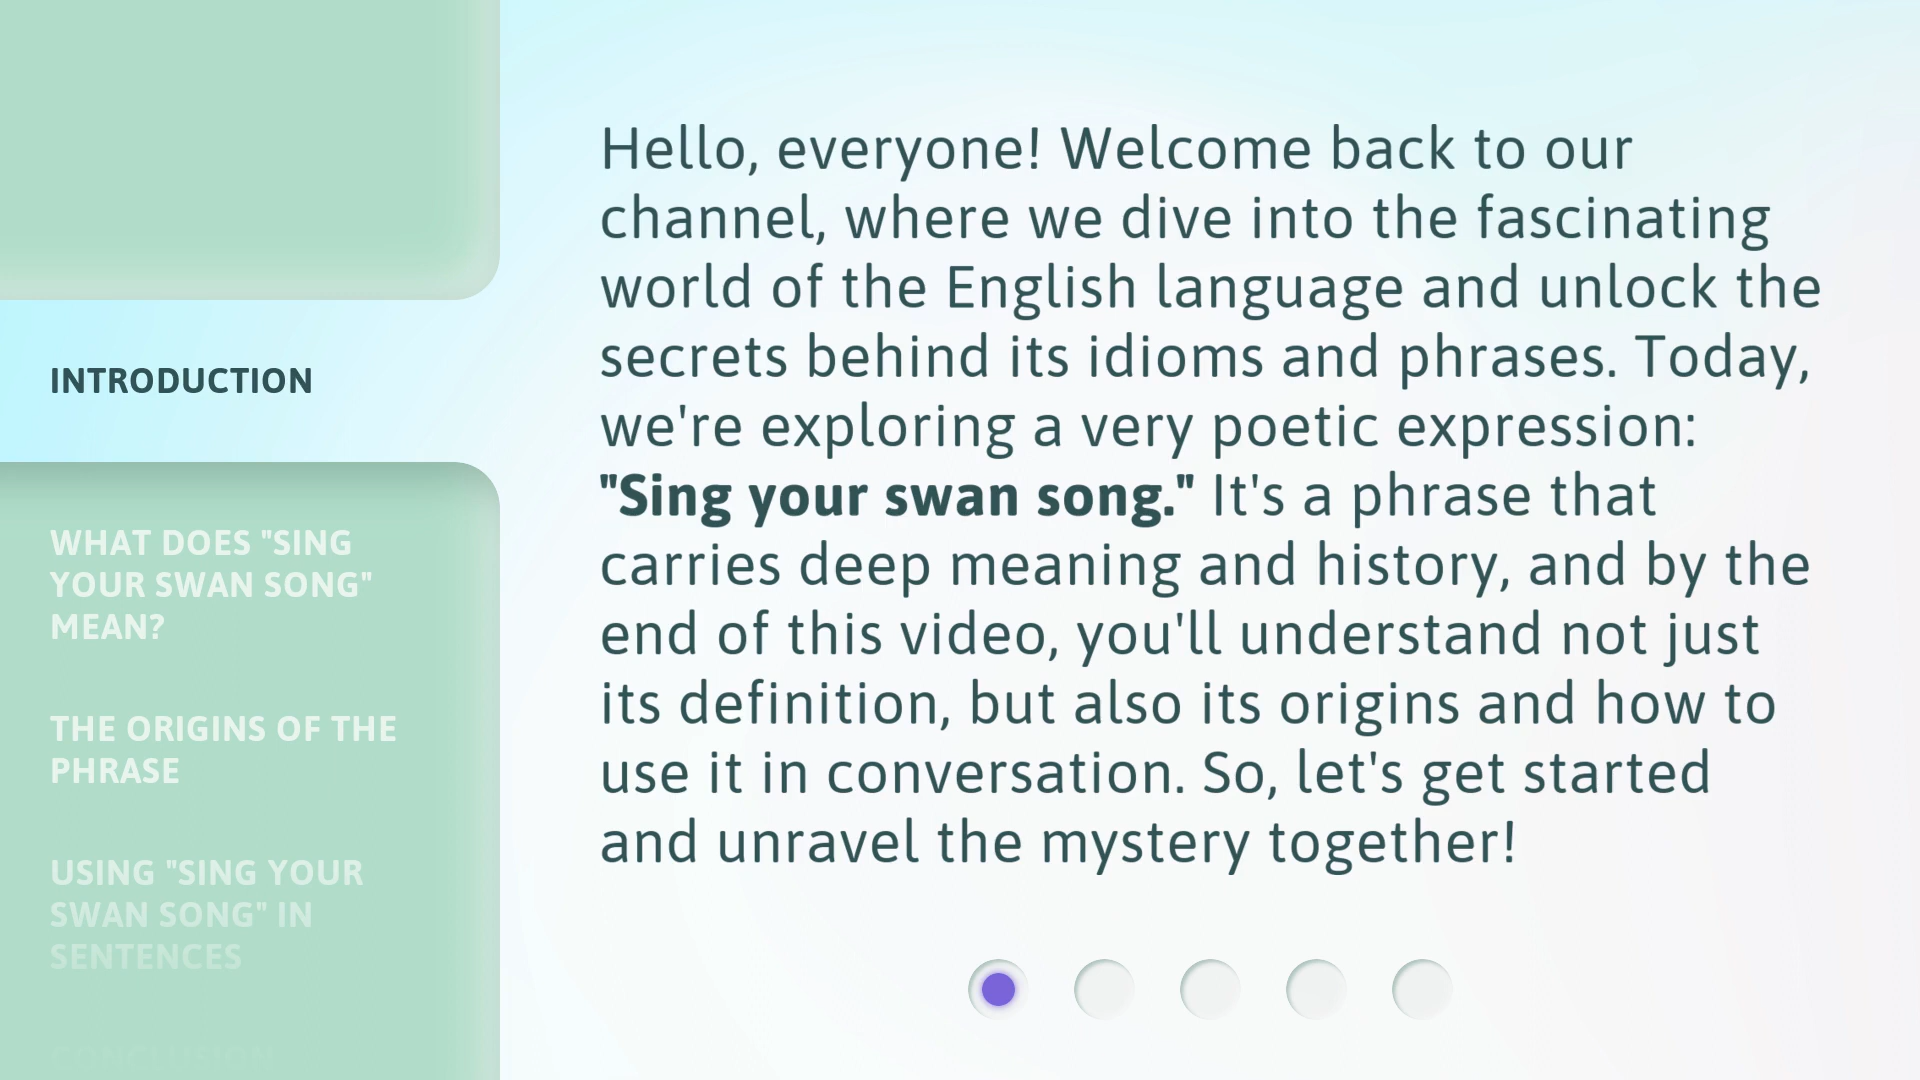 INTRODUCTION
WHAT DOES "SING
YOUR SWAN SONG"
MEAN?
THE ORIGINS OF THE
PHRASE
USING "SING YOUR
SWAN SONG" IN
SENTENCES
CONCLUSION
Hello, everyone! Welcome back to our
channel, where we dive into the fascinating
world of the English language and unlock the
secrets behind its idioms and phrases. Today,
we're exploring a very poetic expression:
"Sing your swan song." It's a phrase that
carries deep meaning and history, and by the
end of this video, you'll understand not just
its definition, but also its origins and how to
use it in conversation. So, let's get started
and unravel the mystery together!